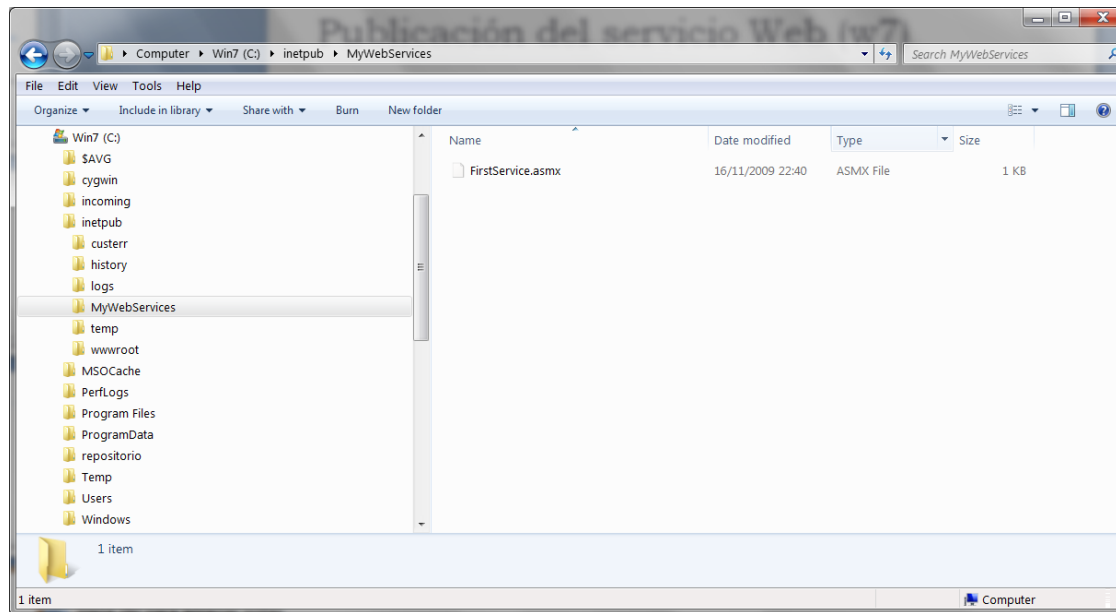 Publicación del servicio Web (w7)
Computer Win7 (C:) inetpub MyWebServices
Search MyWebServices
File Edit View Tools Help
Organize Include in library Share with Burn New folder
Win7 (C:)
$AVG
cygwin
incoming
inetpub
custerr
history
logs
MyWebServices
temp
wwwroot
MSOCache
PerfLogs
Program Files
ProgramData
repositorio
Temp
Users
Windows
Name Date modified Type Size
FirstService.asmx 16/11/2009 22:40 ASMX File 1 KB
1 item
1 item Computer